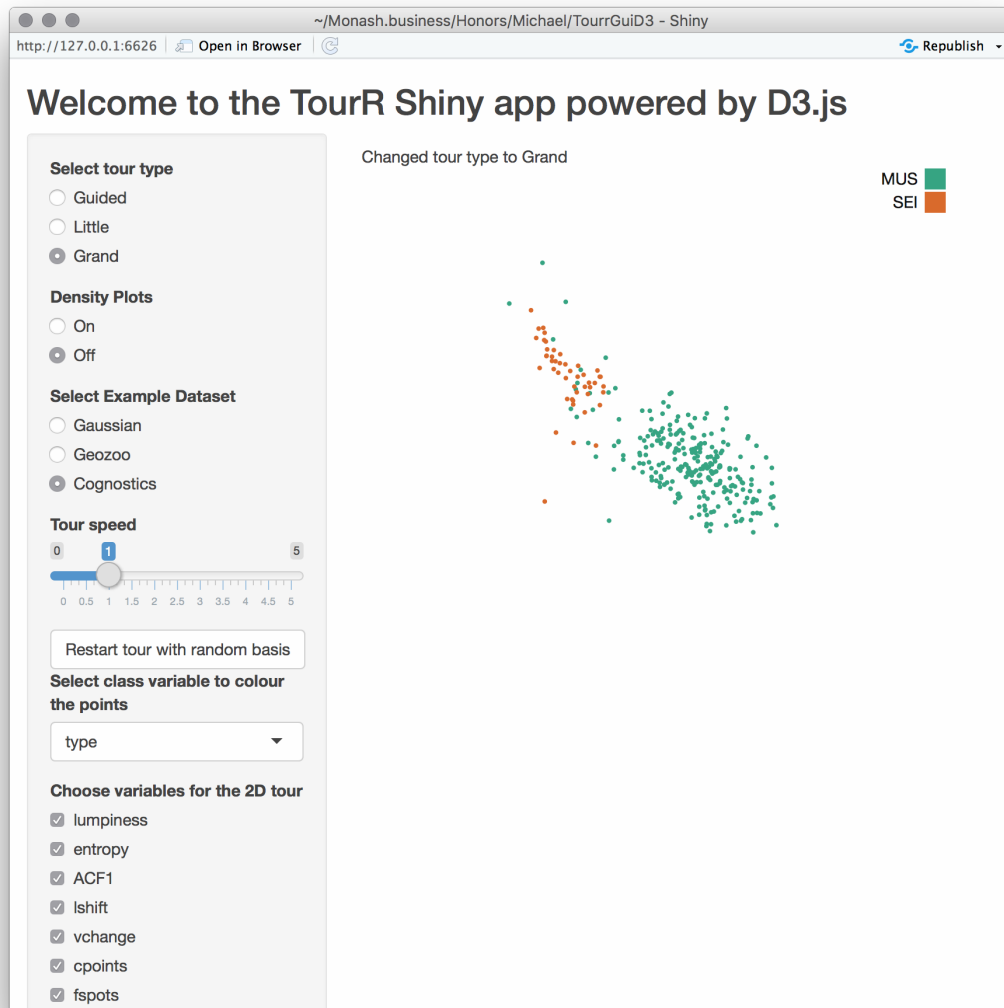 ~/Monash.business/Honors/Michael/TourrGuiD3 - Shiny
http://127.0.0.1:6626 Open in Browser Republish
Welcome to the TourR Shiny app powered by D3.js
Select tour type
Guided
Little
Grand
Density Plots
On
Off
Select Example Dataset
Gaussian
Geozoo
Cognostics
Tour speed
0 1 5
0 0.5 1 1.5 2 2.5 3 3.5 4 4.5 5
Restart tour with random basis
Select class variable to colour
the points
type
Choose variables for the 2D tour
lumpiness
entropy
ACF1
lshift
vchange
cpoints
fspots
Changed tour type to Grand
MUS
SEI